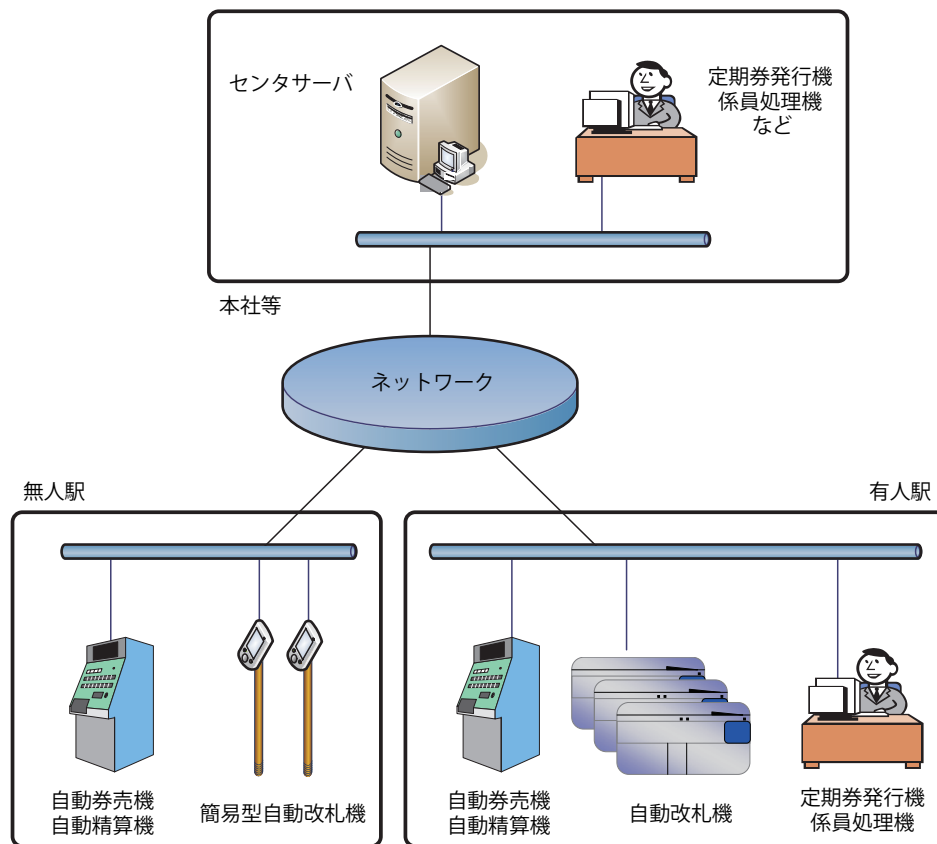 センタサーバ
定期券発行機
係員処理機
など
本社等
ネットワーク
無人駅
有人駅
自動券売機
自動精算機
簡易型自動改札機
自動券売機
自動精算機
自動改札機
定期券発行機
係員処理機